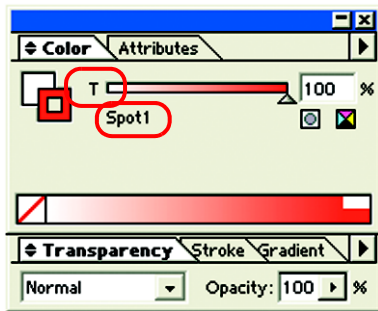 Color Attributes
T 100 %
Spot1
Transparency Stroke Gradient
Normal Opacity: 100 %